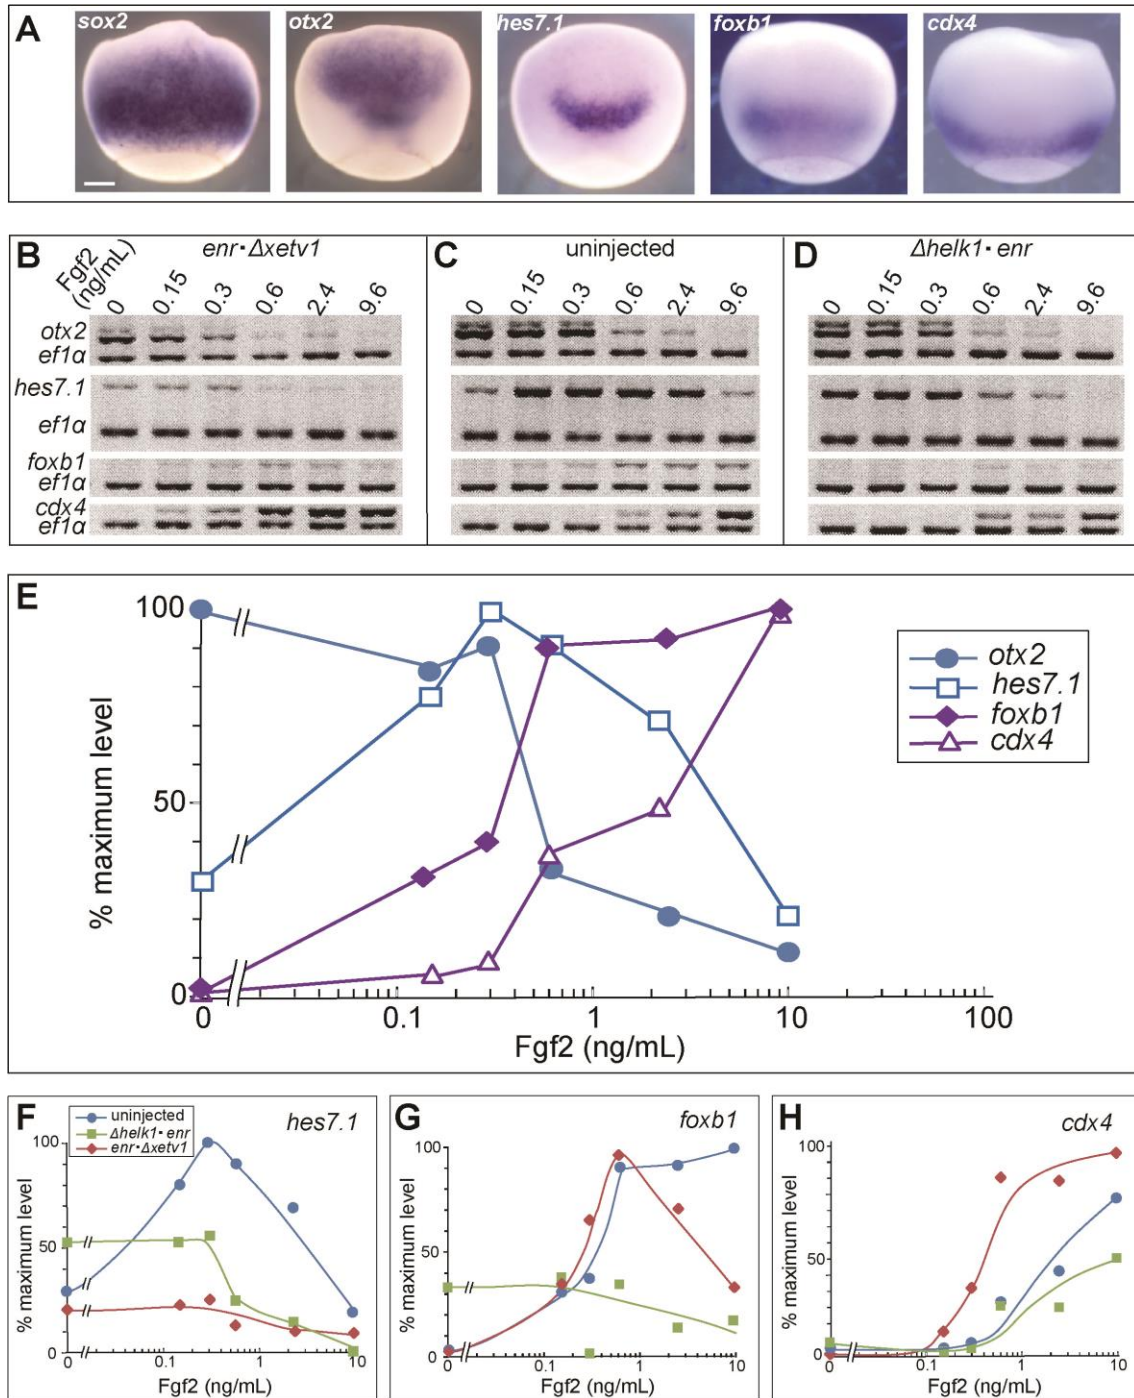 A
sox2
otx2
hes7.1
foxb1
cdx4
B
enr·Δxetv1
C
uninjected
D
Δhelk1·enr
Fgf2
(ng/mL)
0 0.15 0.3 0.6 2.4 9.6
0 0.15 0.3 0.6 2.4 9.6
0 0.15 0.3 0.6 2.4 9.6
otx2
ef1α
hes7.1
ef1α
foxb1
ef1α
cdx4
ef1α
E
100
50
0
% maximum level
0 0.1 1 10 100
Fgf2 (ng/mL)
otx2
hes7.1
foxb1
cdx4
F
uninjected
Δhelk1·enr
enr·Δxetv1
hes7.1
100
50
0
% maximum level
0 0.1 1 10
Fgf2 (ng/mL)
G
foxb1
100
50
0
% maximum level
0 0.1 1 10
Fgf2 (ng/mL)
H
cdx4
100
50
0
% maximum level
0 0.1 1 10
Fgf2 (ng/mL)